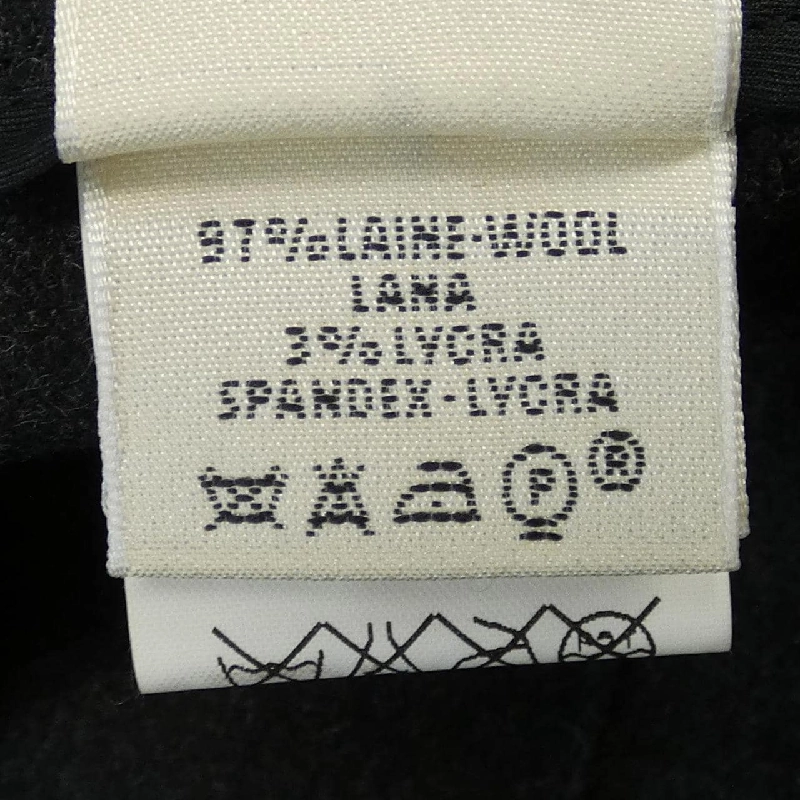 97% LAINE-WOOL
LANA
3% LYCRA
SPANDEX-LYCRA
P ®